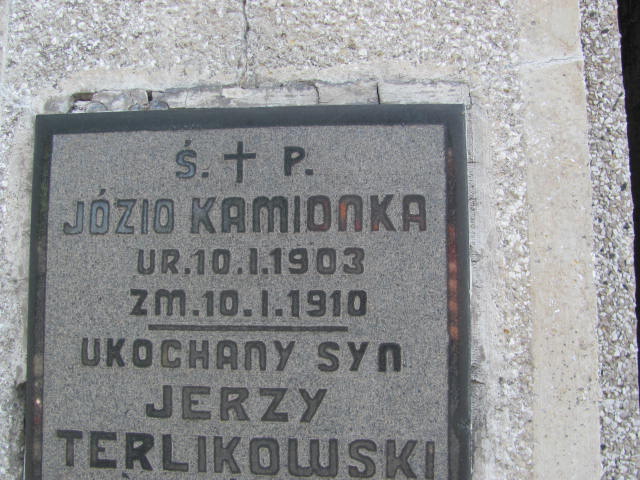 Ś. ✝ P.
JÓZIO KAMIONKA
UR.10.I.1903
ZM.10.I.1910
UKOCHANY SYN
JERZY
TERLIKOWSKI